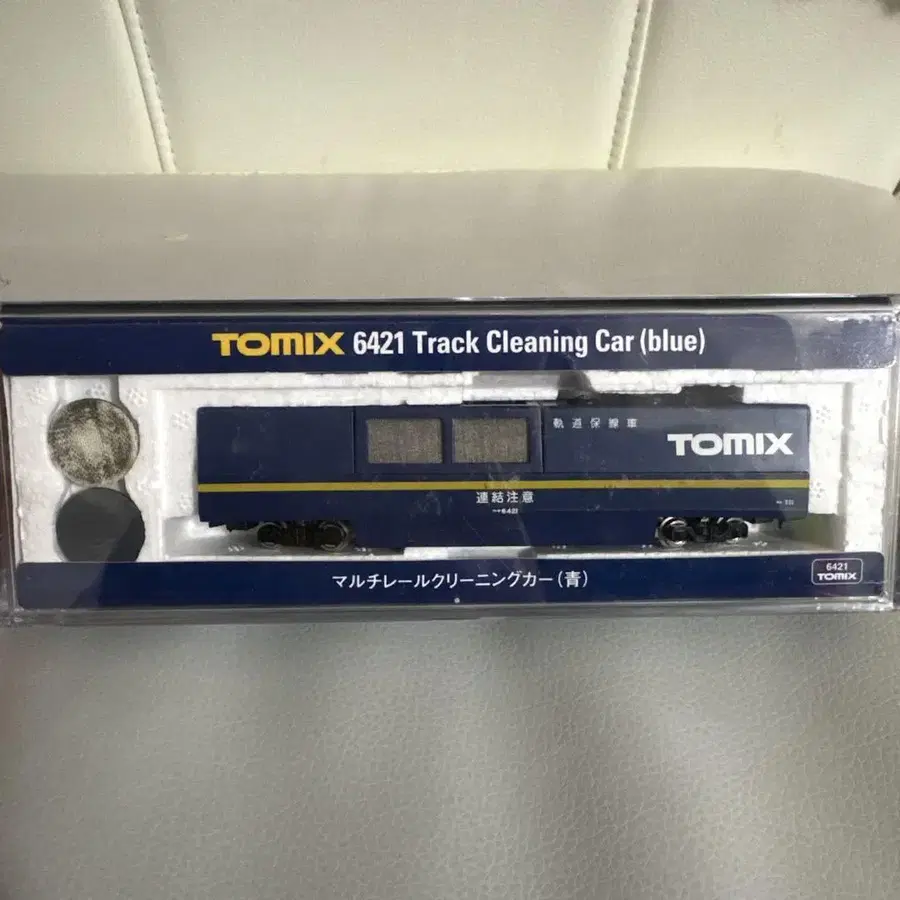 TOMIX 6421 Track Cleaning Car (blue)
軌道保線車
TOMIX
連結注意
6421
マルチレールクリーニングカー(青)
6421
TOMIX